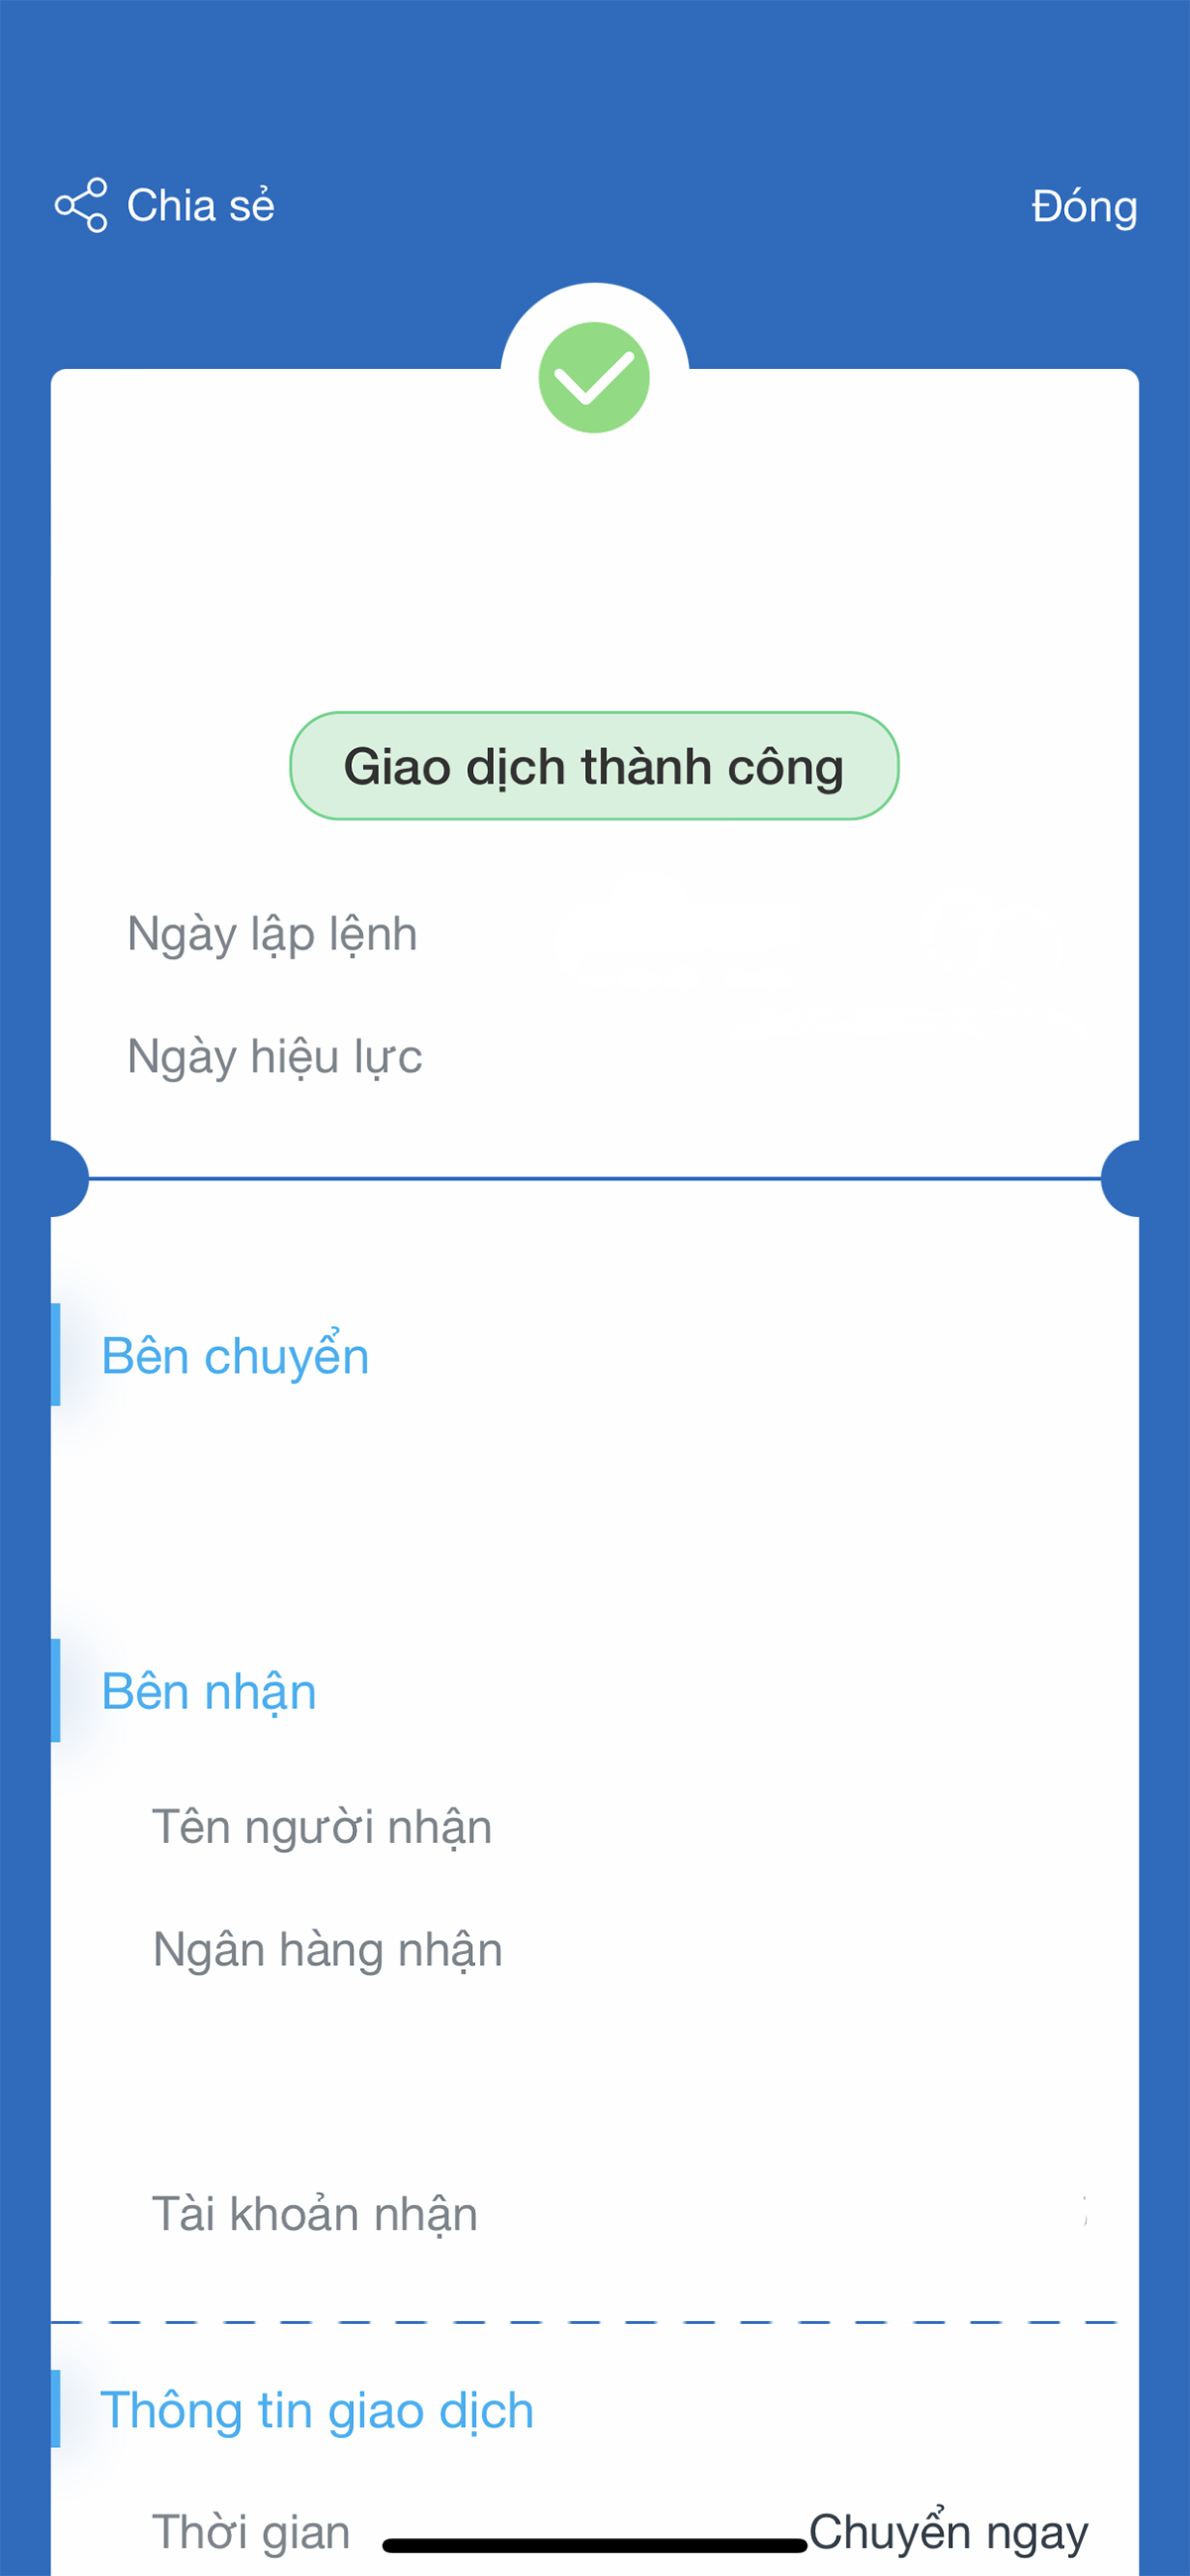 Chia sẻ
Đóng
Giao dịch thành công
Ngày lập lệnh
Ngày hiệu lực
Bên chuyển
Bên nhận
Tên người nhận
Ngân hàng nhận
Tài khoản nhận
Thông tin giao dịch
Thời gian Chuyển ngay